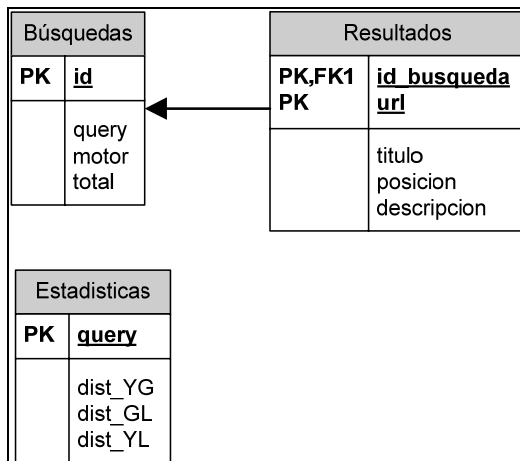 Búsquedas
PK id
query
motor
total
Resultados
PK,FK1 id_busqueda
PK url
titulo
posicion
descripcion
Estadisticas
PK query
dist_YG
dist_GL
dist_YL